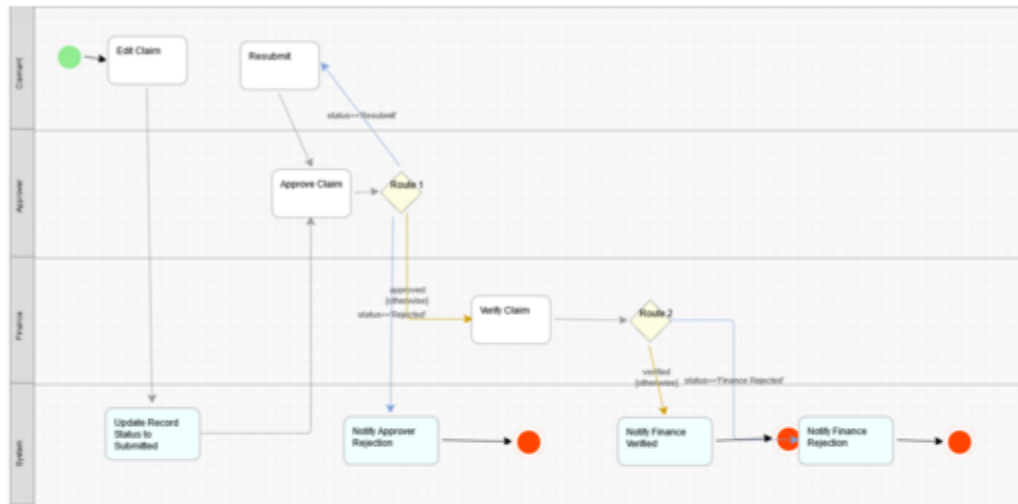 Claimant
Edit Claim
Resubmit
status=='Resubmit'
Approver
Approve Claim
Route 1
approved
[otherwise]
status=='Rejected'
Finance
Verify Claim
Route 2
verified
[otherwise]
status=='Finance Rejected'
System
Update Record
Status to
Submitted
Notify Approver
Rejection
Notify Finance
Verified
Notify Finance
Rejection